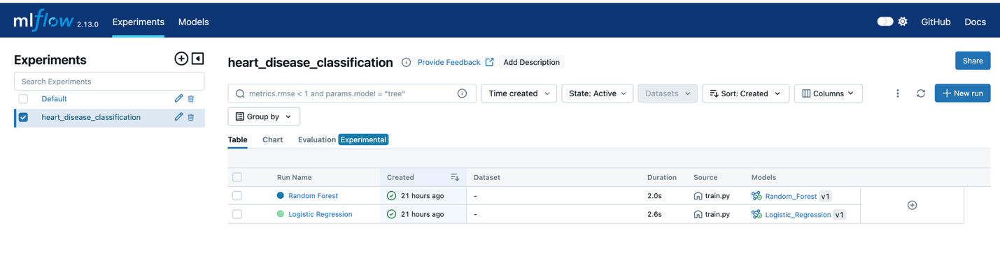 mlflow 2.13.0 Experiments Models GitHub Docs
Experiments
Search Experiments
Default
heart_disease_classification
heart_disease_classification Provide Feedback Add Description Share
metrics.rmse < 1 and params.model = "tree" Time created State: Active Datasets Sort: Created Columns New run
Group by
Table Chart Evaluation Experimental
Run Name Created Dataset Duration Source Models
Random Forest 21 hours ago - 2.0s train.py Random_Forest v1
Logistic Regression 21 hours ago - 2.6s train.py Logistic_Regression v1